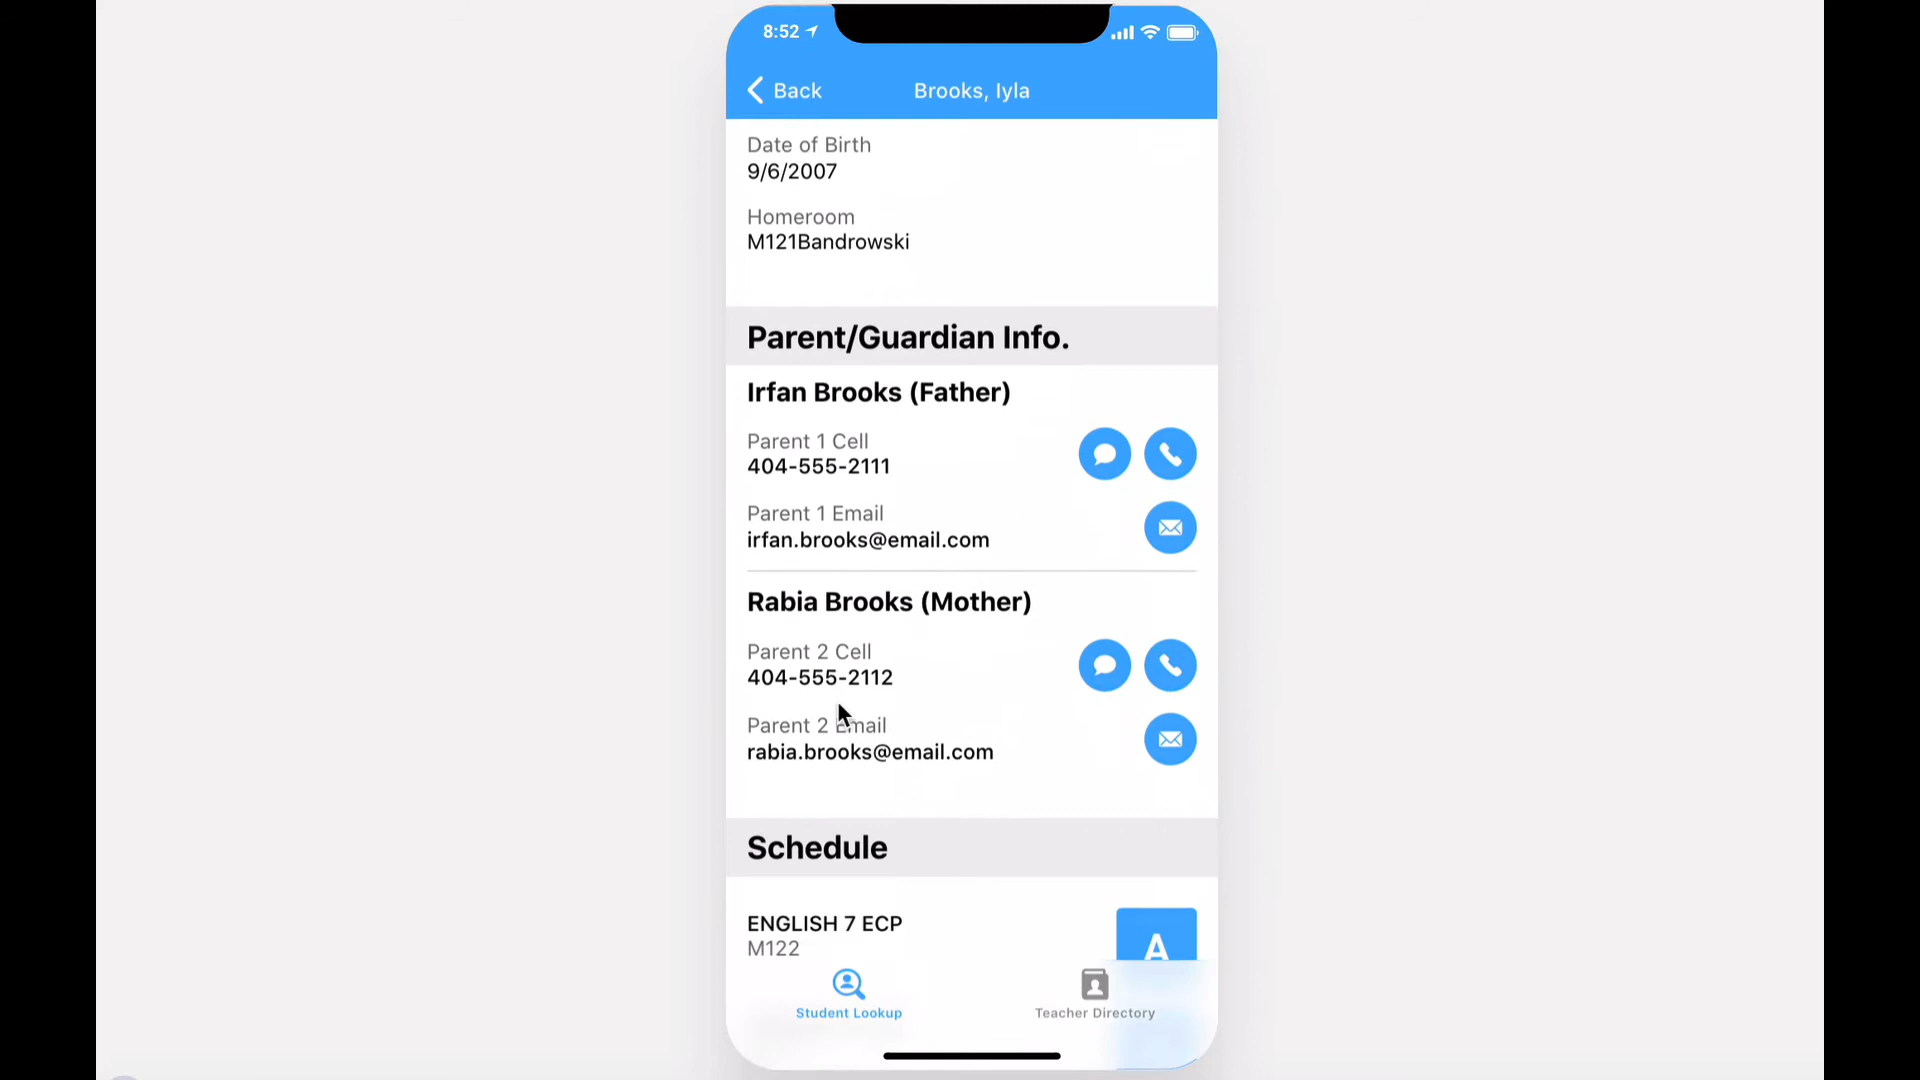 8:52
Back
Brooks, Iyla
Date of Birth
9/6/2007
Homeroom
M121Bandrowski
Parent/Guardian Info.
Irfan Brooks (Father)
Parent 1 Cell
404-555-2111
Parent 1 Email
irfan.brooks@email.com
Rabia Brooks (Mother)
Parent 2 Cell
404-555-2112
Parent 2 Email
rabia.brooks@email.com
Schedule
ENGLISH 7 ECP
M122
A
Student Lookup
Teacher Directory